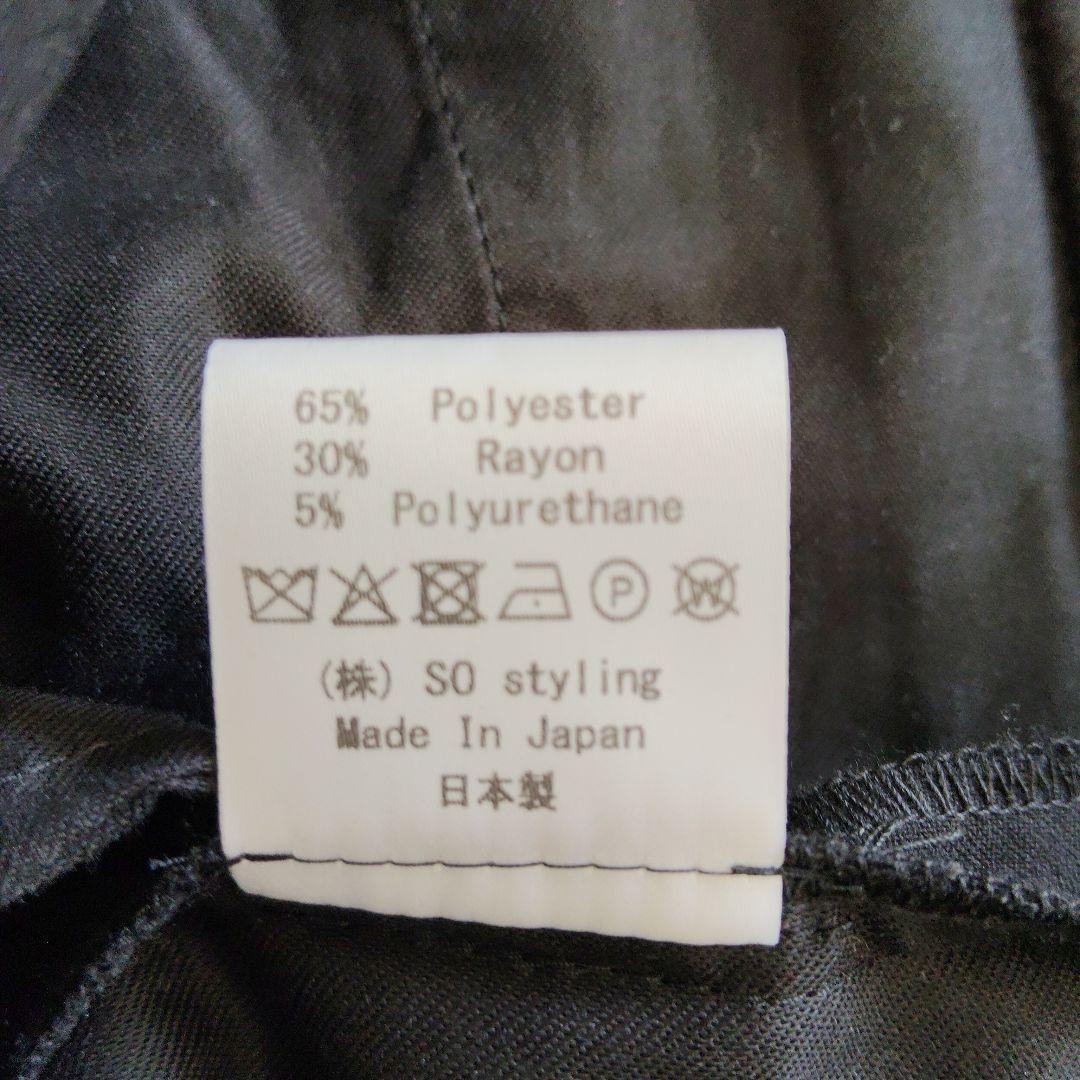 65% Polyester
30% Rayon
5% Polyurethane
P W
(株) SO styling
Made In Japan
日本製